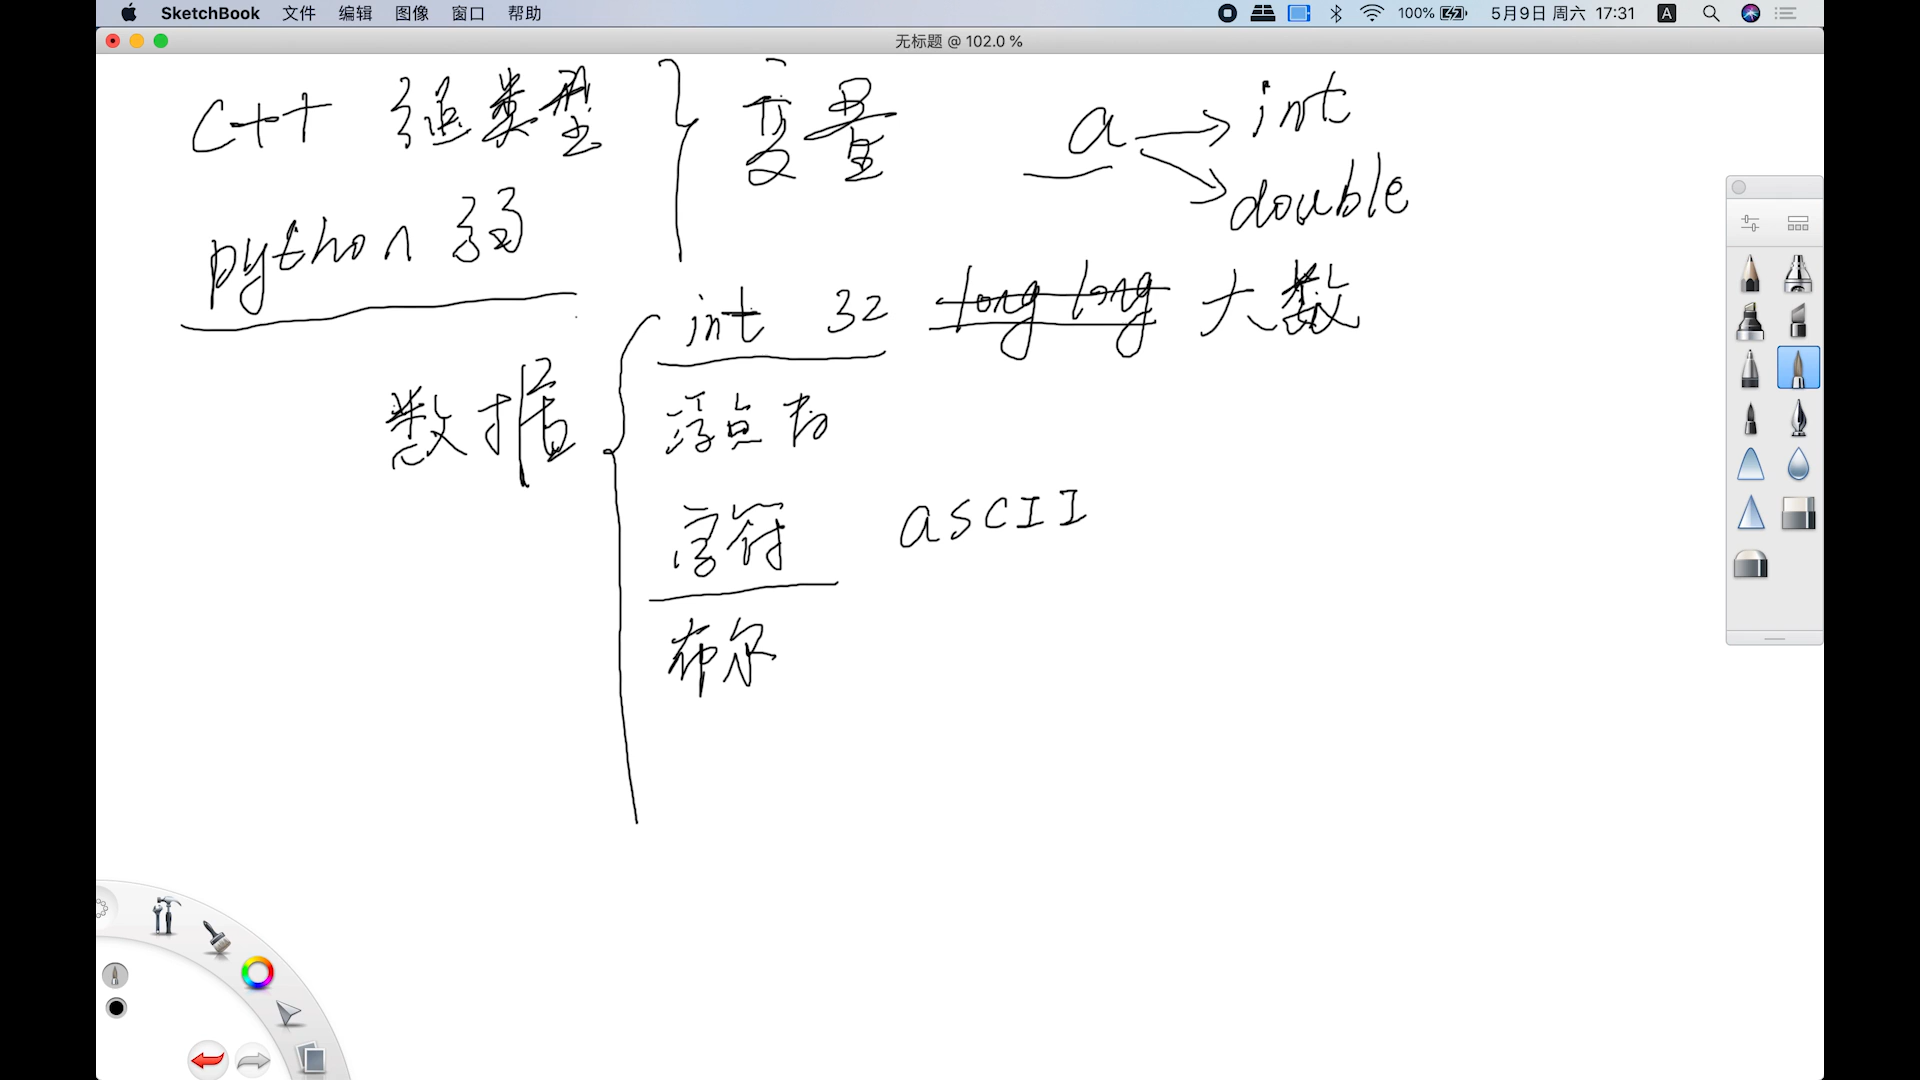 SketchBook 文件 编辑 图像 窗口 帮助 100% 5月9日 周六 17:31 A
无标题 @ 102.0 %
C++ 强类型 变量 a int
double
python 弱
int 32 long long 大数
数据
浮点
字符 ASCII
布尔